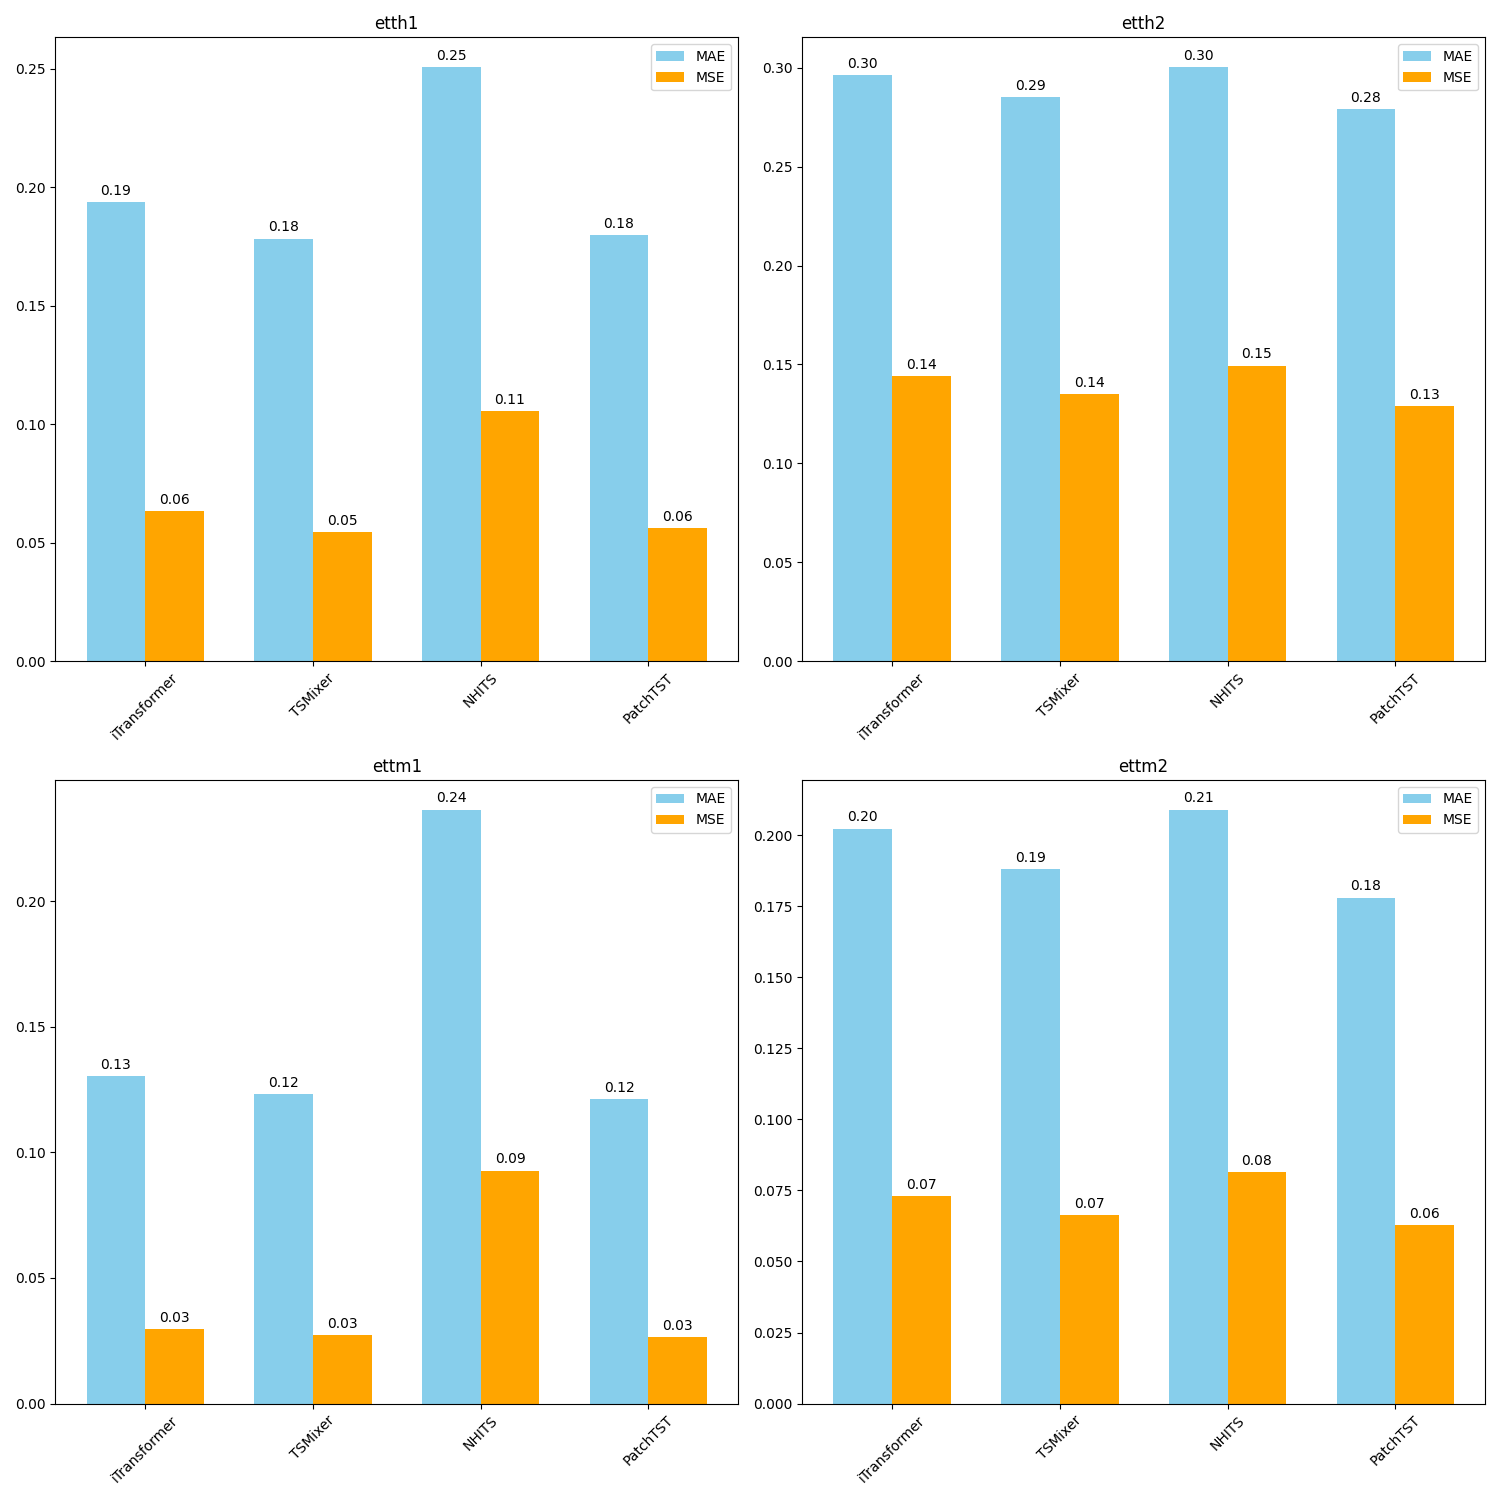 etth1
MAE
MSE
0.25
0.20
0.15
0.10
0.05
0.00
0.19
0.06
0.18
0.05
0.25
0.11
0.18
0.06
iTransformer
TSMixer
NHITS
PatchTST
etth2
MAE
MSE
0.30
0.25
0.20
0.15
0.10
0.05
0.00
0.30
0.14
0.29
0.14
0.30
0.15
0.28
0.13
iTransformer
TSMixer
NHITS
PatchTST
ettm1
MAE
MSE
0.20
0.15
0.10
0.05
0.00
0.13
0.03
0.12
0.03
0.24
0.09
0.12
0.03
iTransformer
TSMixer
NHITS
PatchTST
ettm2
MAE
MSE
0.200
0.175
0.150
0.125
0.100
0.075
0.050
0.025
0.000
0.20
0.07
0.19
0.07
0.21
0.08
0.18
0.06
iTransformer
TSMixer
NHITS
PatchTST